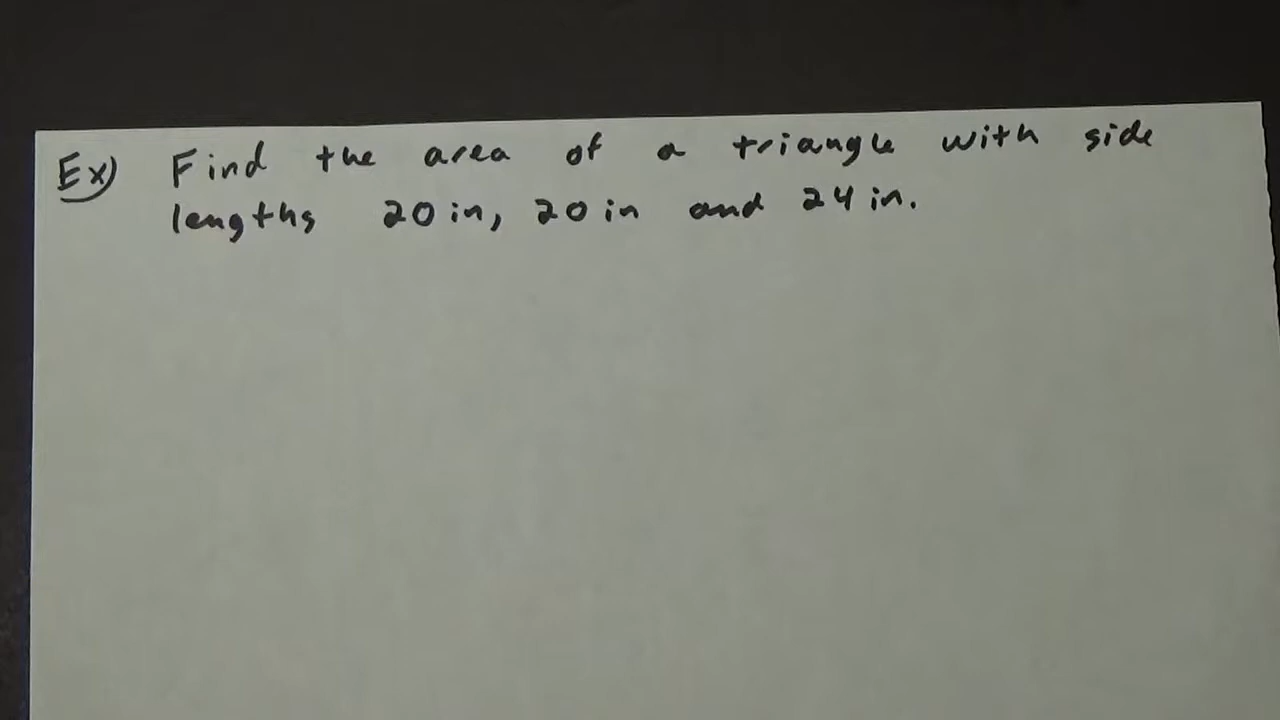 Ex) Find the area of a triangle with side
lengths 20 in, 20 in and 24 in.